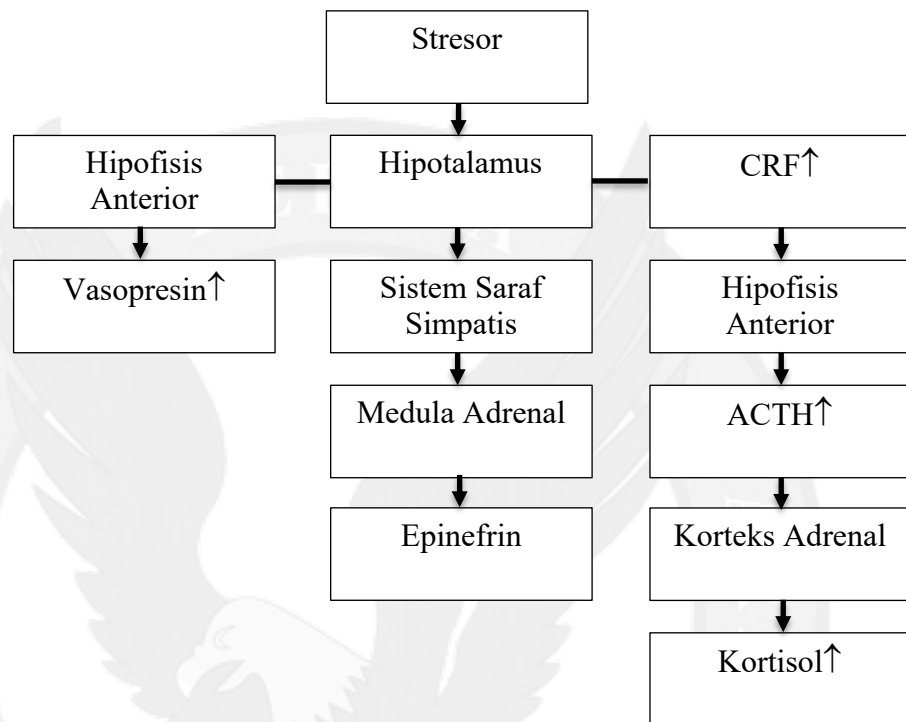 Stresor
Hipofisis
Anterior
Hipotalamus
CRF↑
Vasopresin↑
Sistem Saraf
Simpatis
Hipofisis
Anterior
Medula Adrenal
ACTH↑
Epinefrin
Korteks Adrenal
Kortisol↑